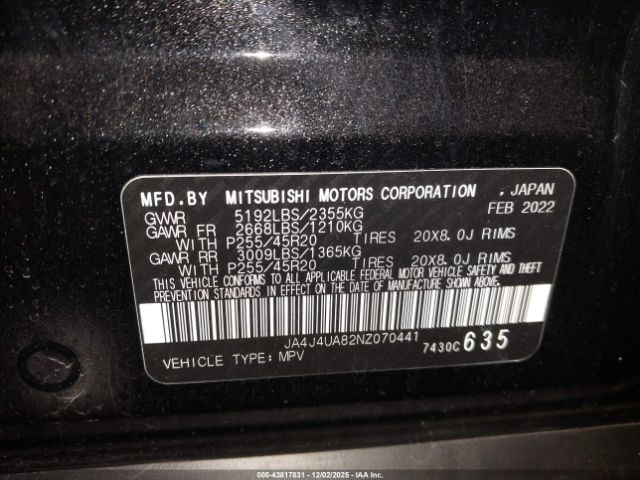 MFD.BY MITSUBISHI MOTORS CORPORATION . JAPAN
GVWR 5192LBS/2355KG FEB 2022
GAWR FR 2668LBS/1210KG
WITH P255/45R20 TIRES 20X8.0J RIMS
GAWR RR 3009LBS/1365KG
WITH P255/45R20 TIRES 20X8.0J RIMS
THIS VEHICLE CONFORMS TO ALL APPLICABLE FEDERAL MOTOR VEHICLE SAFETY AND THEFT
PREVENTION STANDARDS IN EFFECT ON THE DATE OF MANUFACTURE SHOWN ABOVE.
JA4J4UA82NZ070441 7430C 635
VEHICLE TYPE: MPV
000-43817831 - 12/02/2025 - IAA Inc.